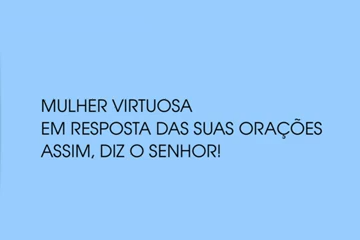 MULHER VIRTUOSA
EM RESPOSTA DAS SUAS ORAÇÕES
ASSIM, DIZ O SENHOR!